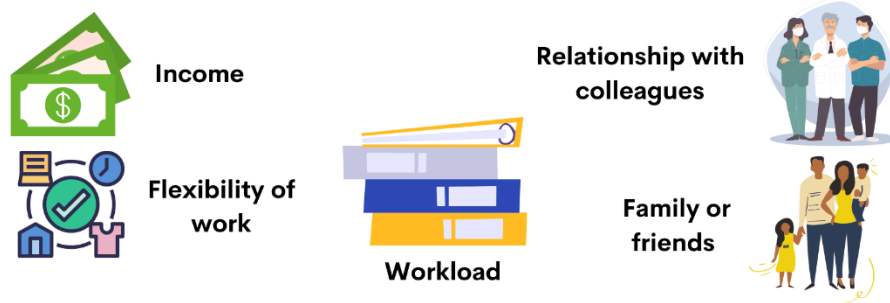 Income
Relationship with
colleagues
Flexibility of
work
Family or
friends
Workload